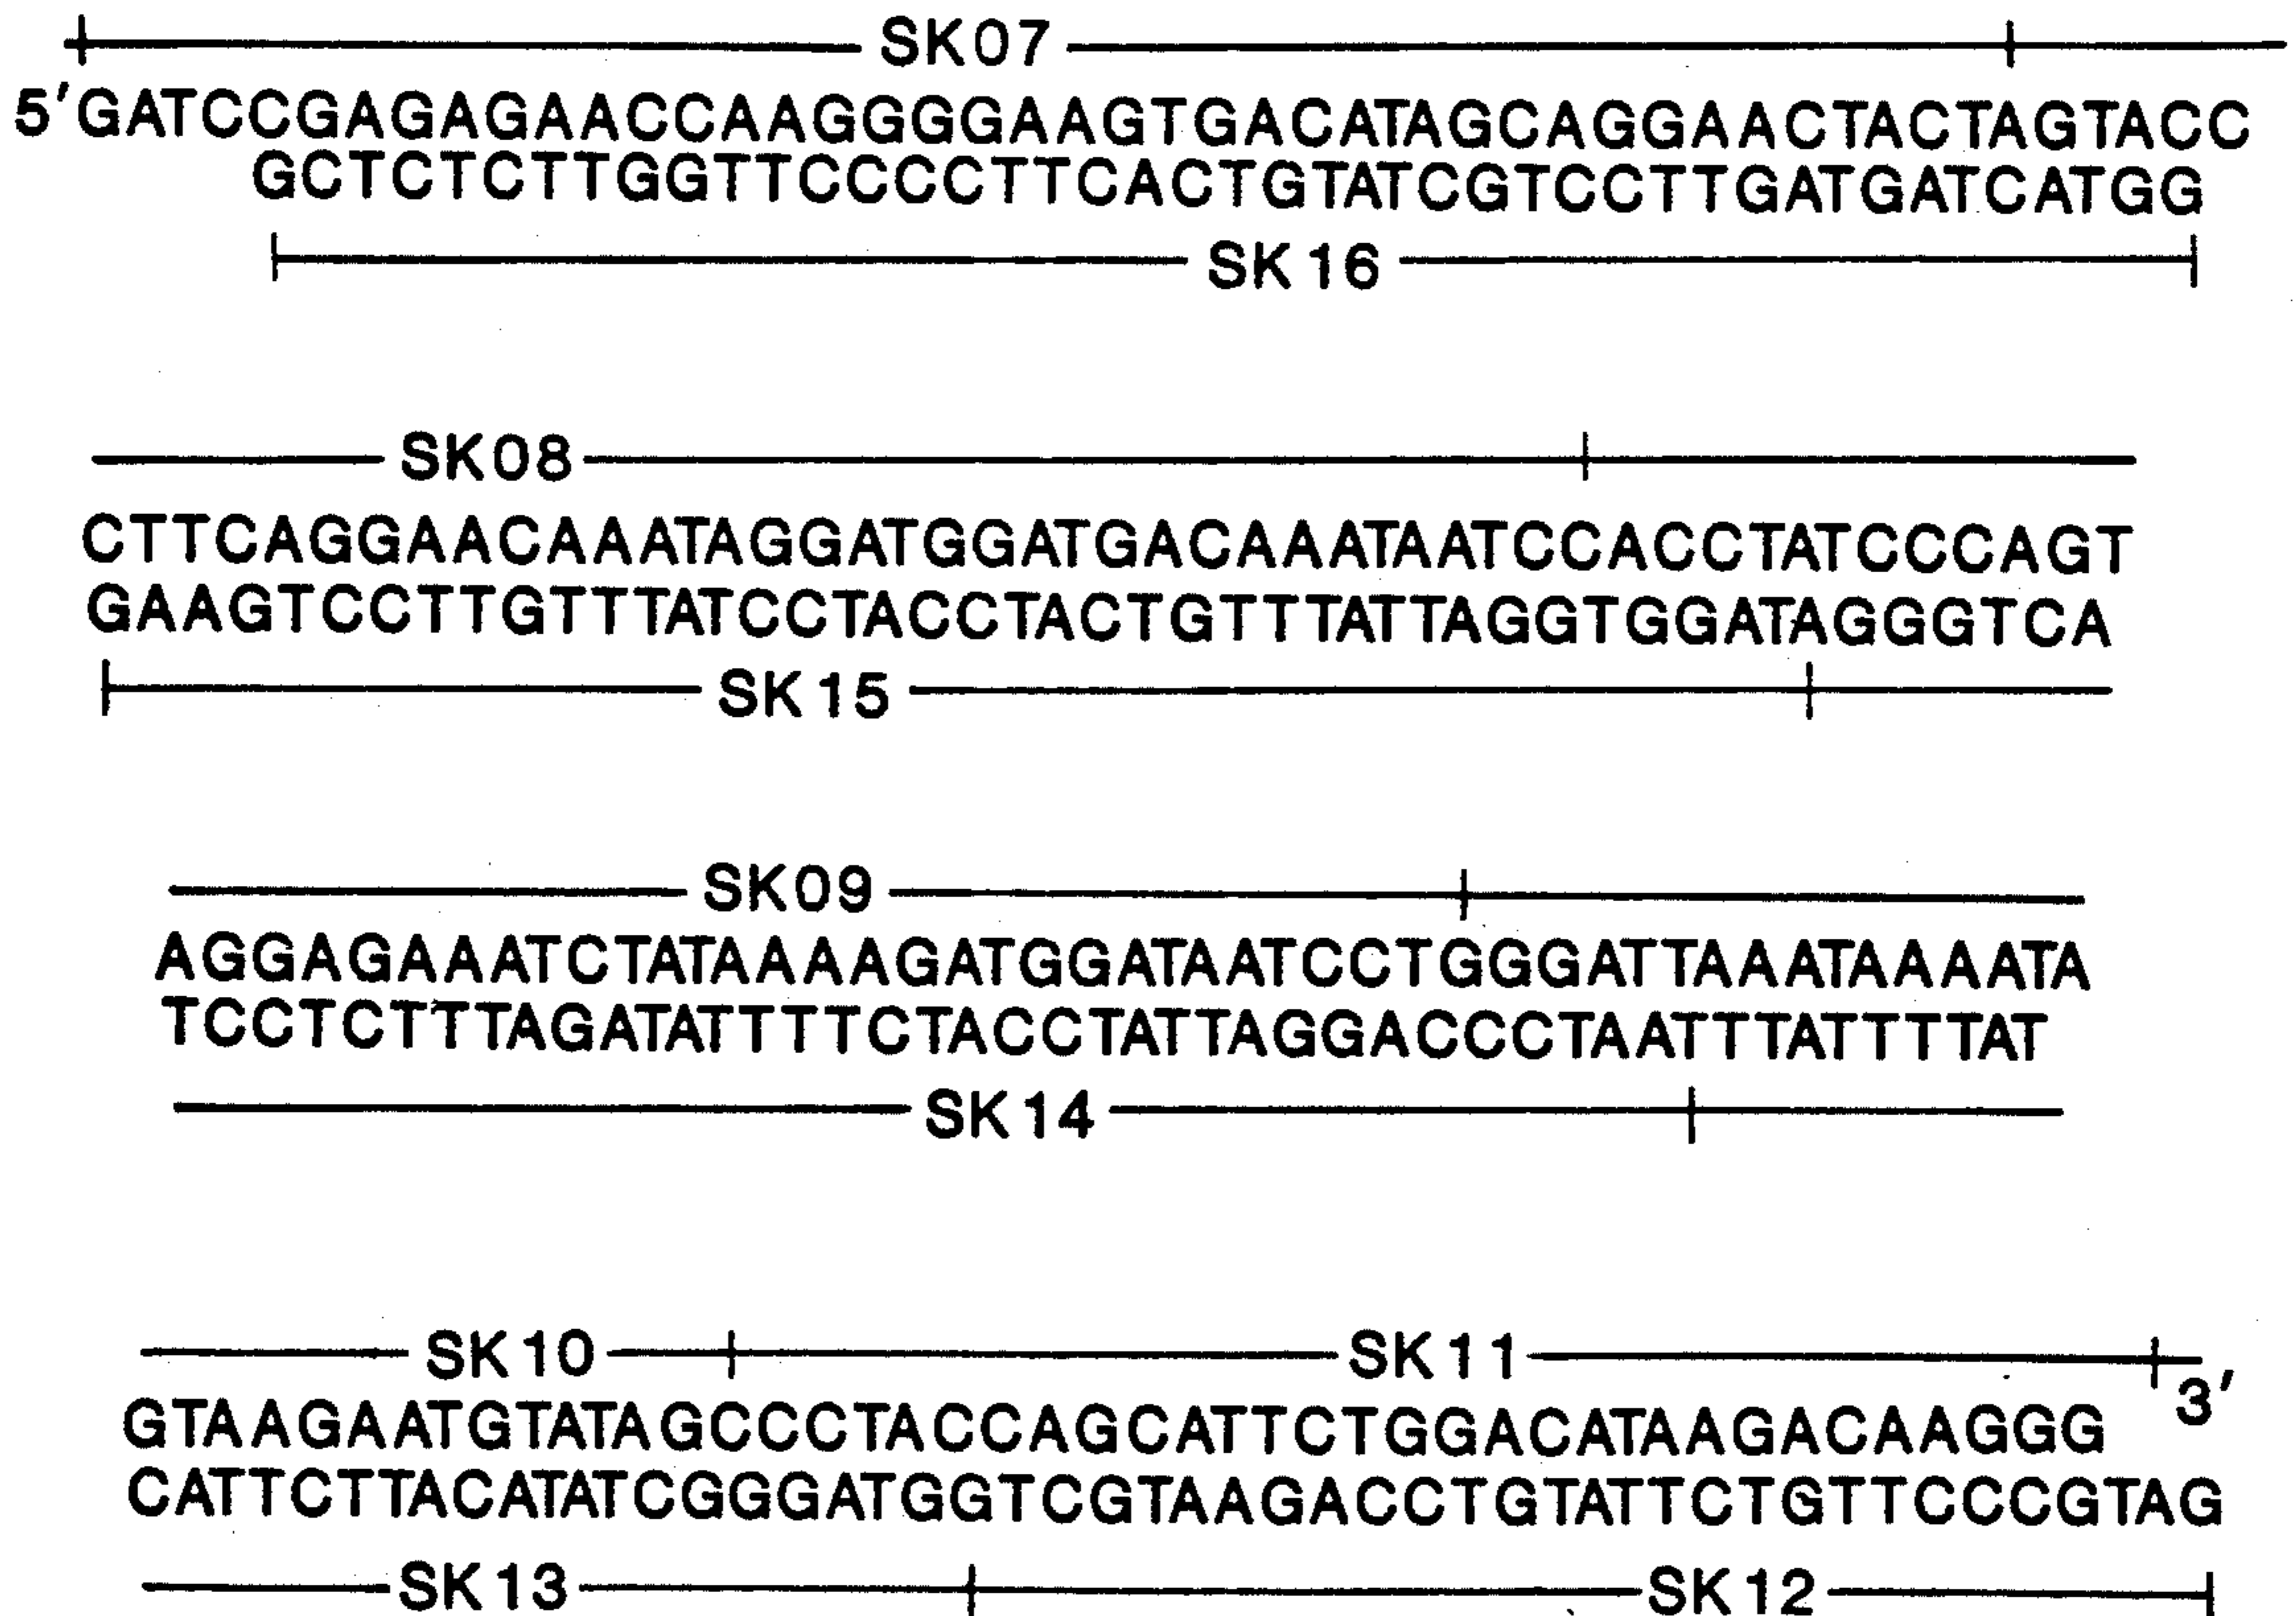 SK07
5'GATCCGAGAGAACCAAGGGGAAGTGACATAGCAGGAACTACTAGTACC
GCTCTCTTGGTTCCCCTTCACTGTATCGTCCTTGATGATCATGG
SK16
SK08
CTTCAGGAACAAATAGGATGGATGACAAATAATCCACCTATCCCAGT
GAAGTCCTTGTTTATCCTACCTACTGTTTATTAGGTGGATAGGGTCA
SK15
SK09
AGGAGAAATCTATAAAAGATGGATAATCCTGGGATTAAATAAAATA
TCCTCTTTAGATATTTTCTACCTATTAGGACCCTAATTTATTTTAT
SK14
SK10 SK11
GTAAGAATGTATAGCCCTACCAGCATTCTGGACATAAGACAAGGG 3'
CATTCTTACATATCGGGATGGTCGTAAGACCTGTATTCTGTTCCCGTAG
SK13 SK12